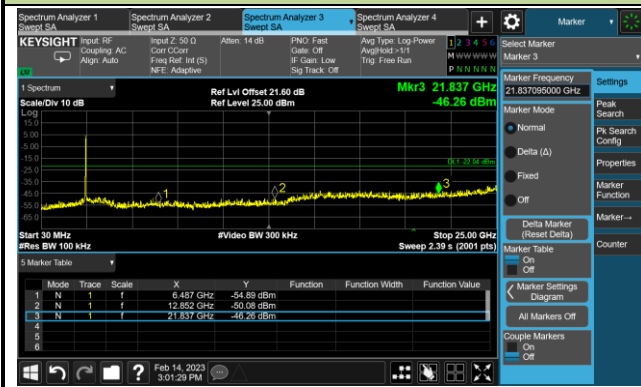 Spectrum Analyzer 1
Swept SA
Spectrum Analyzer 2
Swept SA
Spectrum Analyzer 3
Swept SA
Spectrum Analyzer 4
Swept SA
+
Marker
KEYSIGHT
Input: RF
Coupling: AC
Align: Auto
Input Z: 50 Ω
Corr CCorr
Freq Ref: Int (S)
NFE: Adaptive
Atten: 14 dB
PNO: Fast
Gate: Off
IF Gain: Low
Sig Track: Off
Avg Type: Log-Power
Avg|Hold:>1/1
Trig: Free Run
1 2 3 4 5 6
M W W W W W
P N N N N N
Select Marker
Marker 3
1 Spectrum
Scale/Div 10 dB
Ref Lvl Offset 21.60 dB
Ref Level 25.00 dBm
Mkr3 21.837 GHz
-46.26 dBm
Log
15.0
5.00
-5.00
-15.0
-25.0
-35.0
-45.0
-55.0
-65.0
DL1 -22.04 dBm
1
2
3
Start 30 MHz
#Res BW 100 kHz
#Video BW 300 kHz
Stop 25.00 GHz
Sweep 2.39 s (2001 pts)
5 Marker Table
Mode Trace Scale X Y Function Function Width Function Value
1 N 1 f 6.487 GHz -54.89 dBm
2 N 1 f 12.852 GHz -50.08 dBm
3 N 1 f 21.837 GHz -46.26 dBm
4
5
6
Marker Frequency
21.837095000 GHz
Marker Mode
Normal
Delta (Δ)
Fixed
Off
Delta Marker
(Reset Delta)
Marker Table
On
Off
Marker Settings
Diagram
All Markers Off
Couple Markers
On
Off
Settings
Peak
Search
Pk Search
Config
Properties
Marker
Function
Marker→
Counter
?
Feb 14, 2023
3:01:29 PM